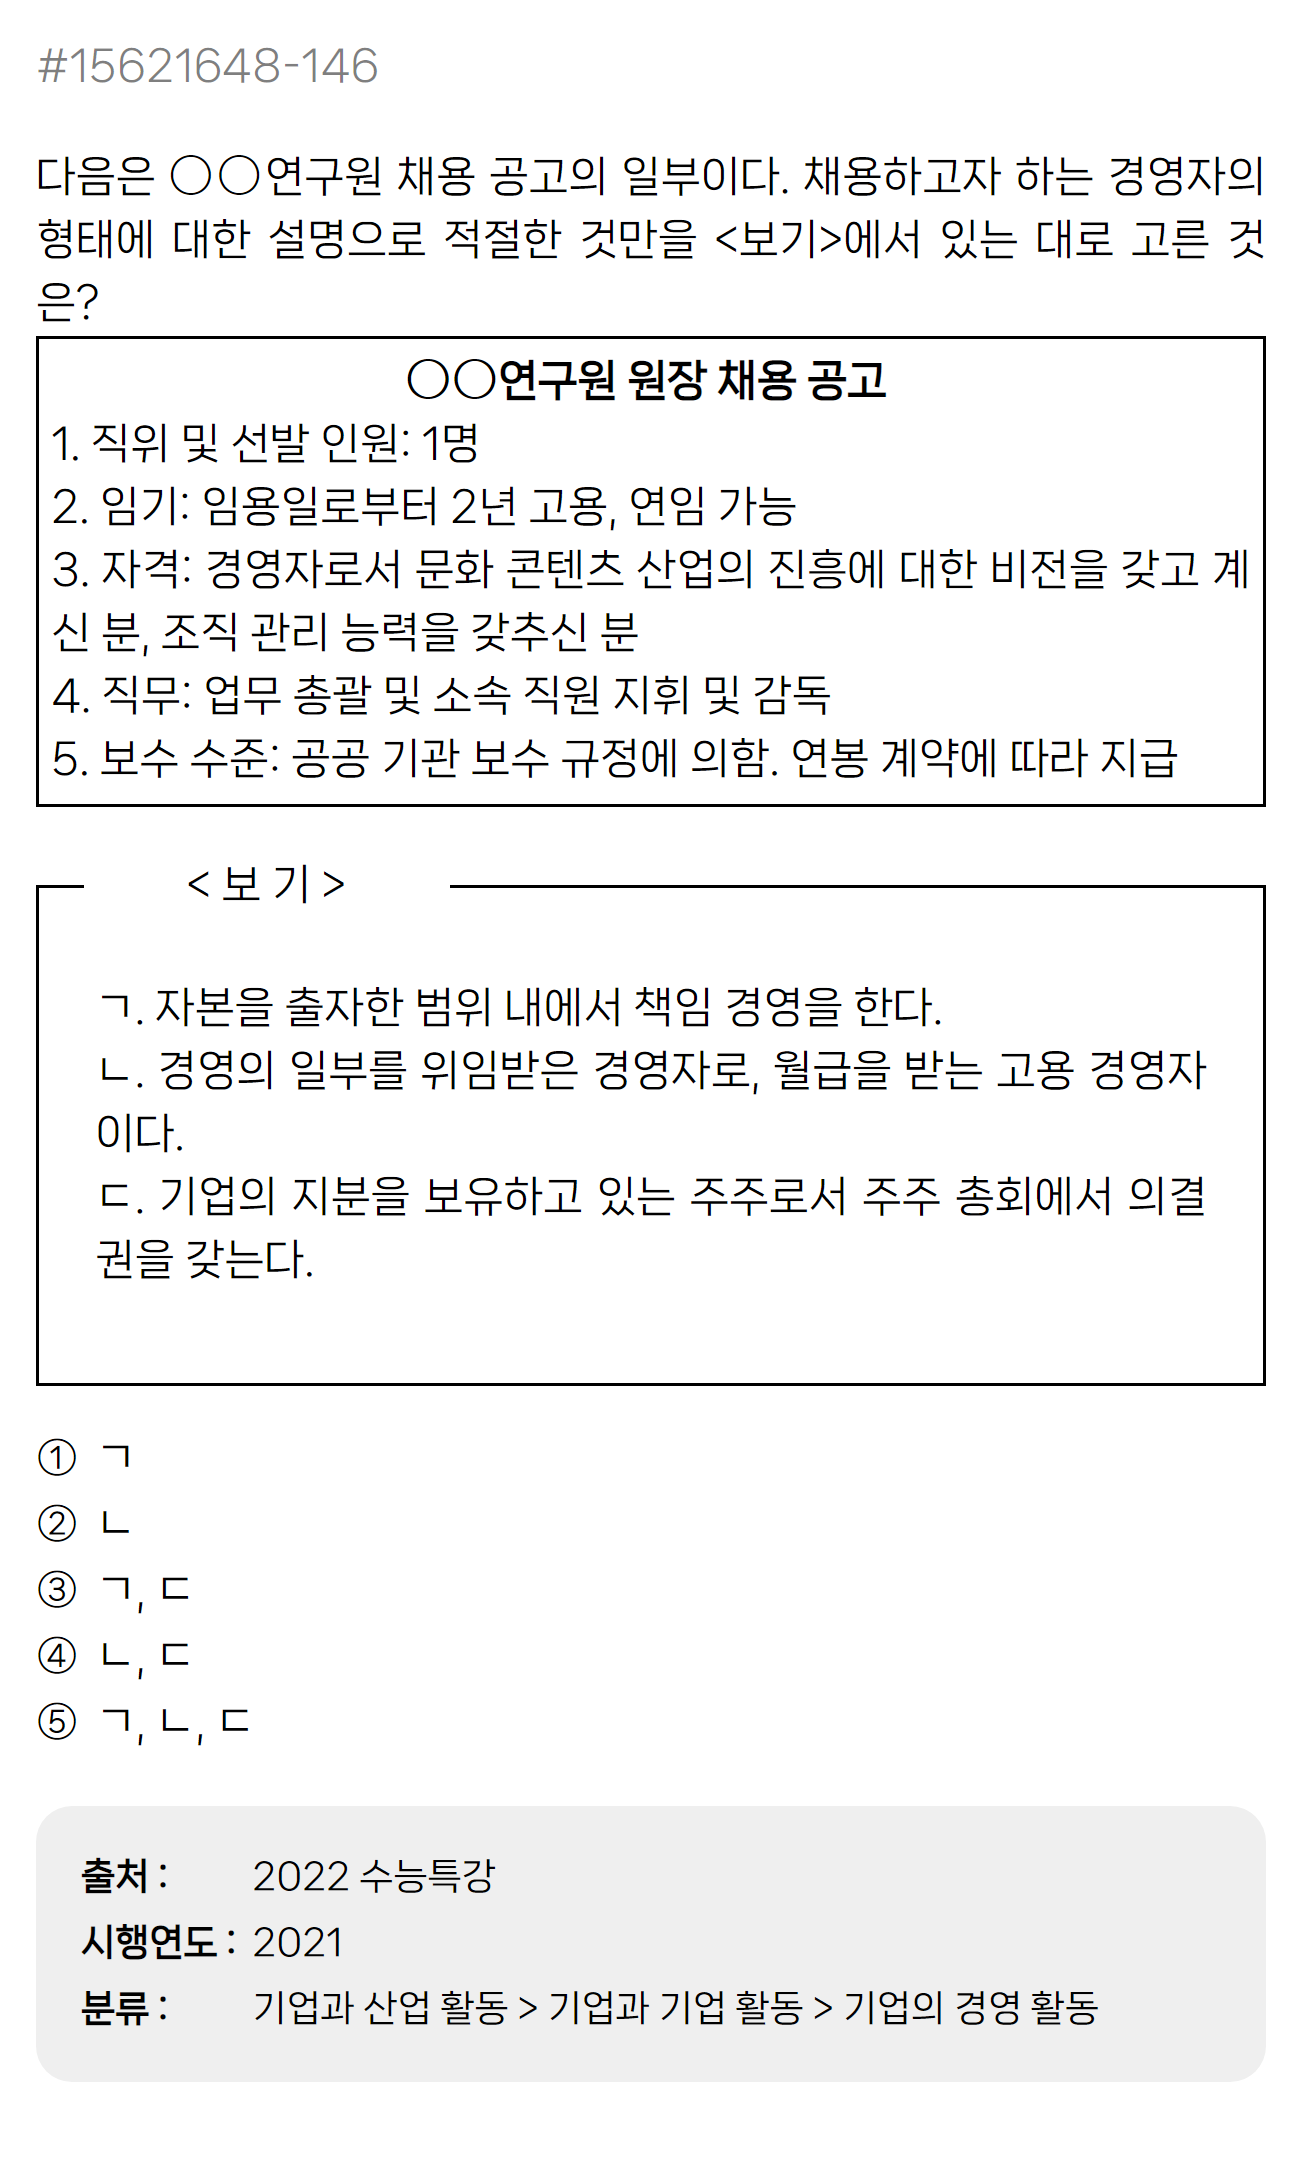 #15621648-146
다음은 ○○연구원 채용 공고의 일부이다. 채용하고자 하는 경영자의
형태에 대한 설명으로 적절한 것만을 <보기>에서 있는 대로 고른 것
은?
○○연구원 원장 채용 공고
1. 직위 및 선발 인원: 1명
2. 임기: 임용일로부터 2년 고용, 연임 가능
3. 자격: 경영자로서 문화 콘텐츠 산업의 진흥에 대한 비전을 갖고 계
신 분, 조직 관리 능력을 갖추신 분
4. 직무: 업무 총괄 및 소속 직원 지휘 및 감독
5. 보수 수준: 공공 기관 보수 규정에 의함. 연봉 계약에 따라 지급
< 보 기 >
ㄱ. 자본을 출자한 범위 내에서 책임 경영을 한다.
ㄴ. 경영의 일부를 위임받은 경영자로, 월급을 받는 고용 경영자
이다.
ㄷ. 기업의 지분을 보유하고 있는 주주로서 주주 총회에서 의결
권을 갖는다.
① ㄱ
② ㄴ
③ ㄱ, ㄷ
④ ㄴ, ㄷ
⑤ ㄱ, ㄴ, ㄷ
출처 : 2022 수능특강
시행연도 : 2021
분류 : 기업과 산업 활동 > 기업과 기업 활동 > 기업의 경영 활동